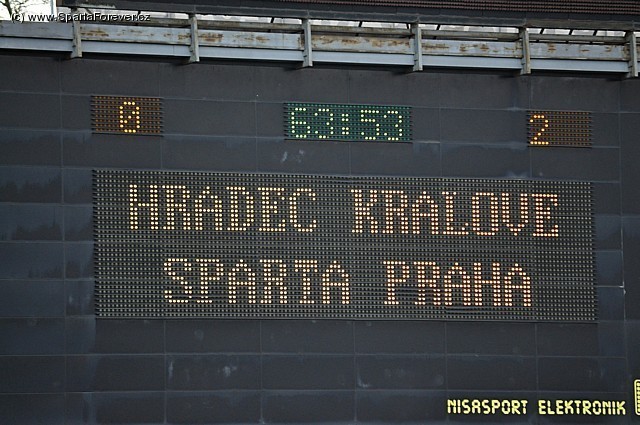 (c) www.SpartaForever.cz
0 63:53 2
HRADEC KRALOVE
SPARTA PRAHA
NISASPORT ELEKTRONIK